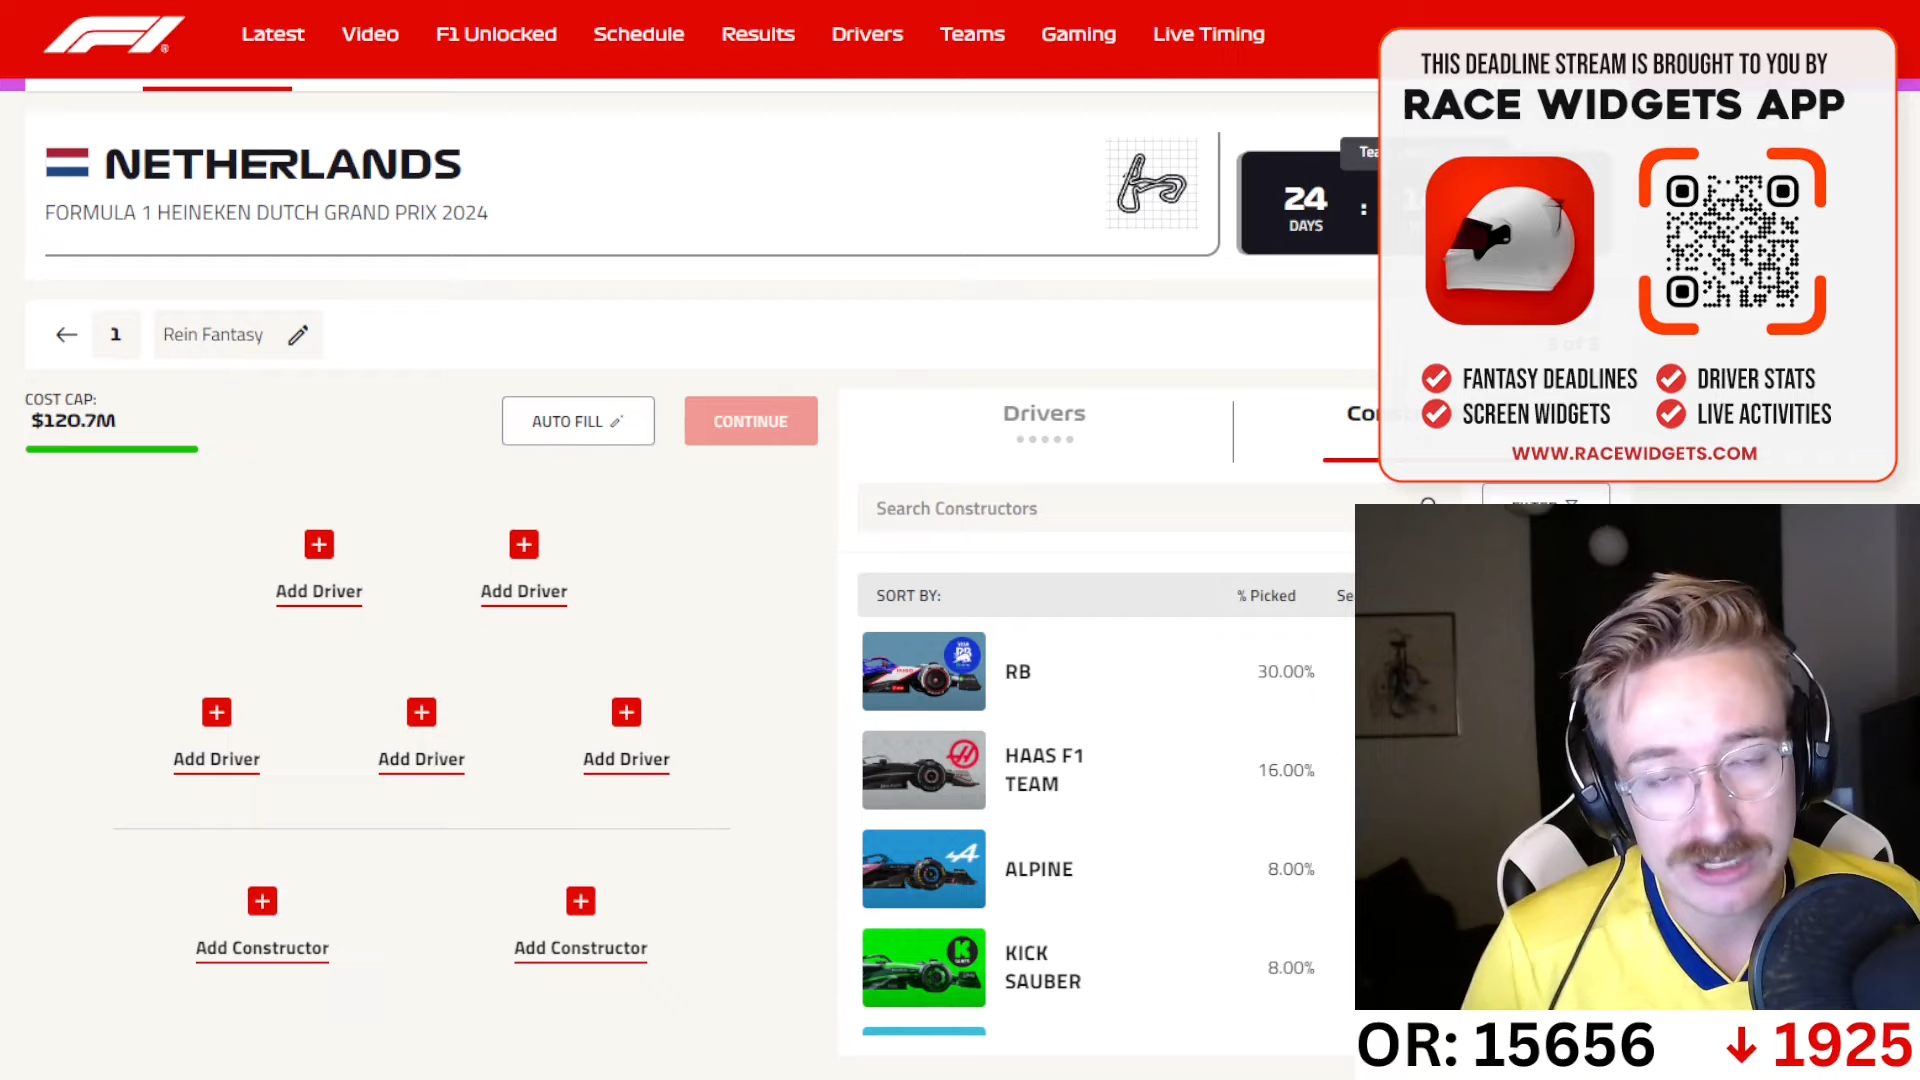 Latest Video F1 Unlocked Schedule Results Drivers Teams Gaming Live Timing
THIS DEADLINE STREAM IS BROUGHT TO YOU BY
RACE WIDGETS APP
NETHERLANDS
FORMULA 1 HEINEKEN DUTCH GRAND PRIX 2024
24 :
DAYS
1 Rein Fantasy
FANTASY DEADLINES DRIVER STATS
SCREEN WIDGETS LIVE ACTIVITIES
WWW.RACEWIDGETS.COM
COST CAP:
$120.7M
AUTO FILL
CONTINUE
Drivers
Search Constructors
Add Driver Add Driver
SORT BY: % Picked
RB 30.00%
Add Driver Add Driver Add Driver
HAAS F1
TEAM
16.00%
ALPINE 8.00%
Add Constructor Add Constructor
KICK
SAUBER
8.00%
OR: 15656 ↓ 1925